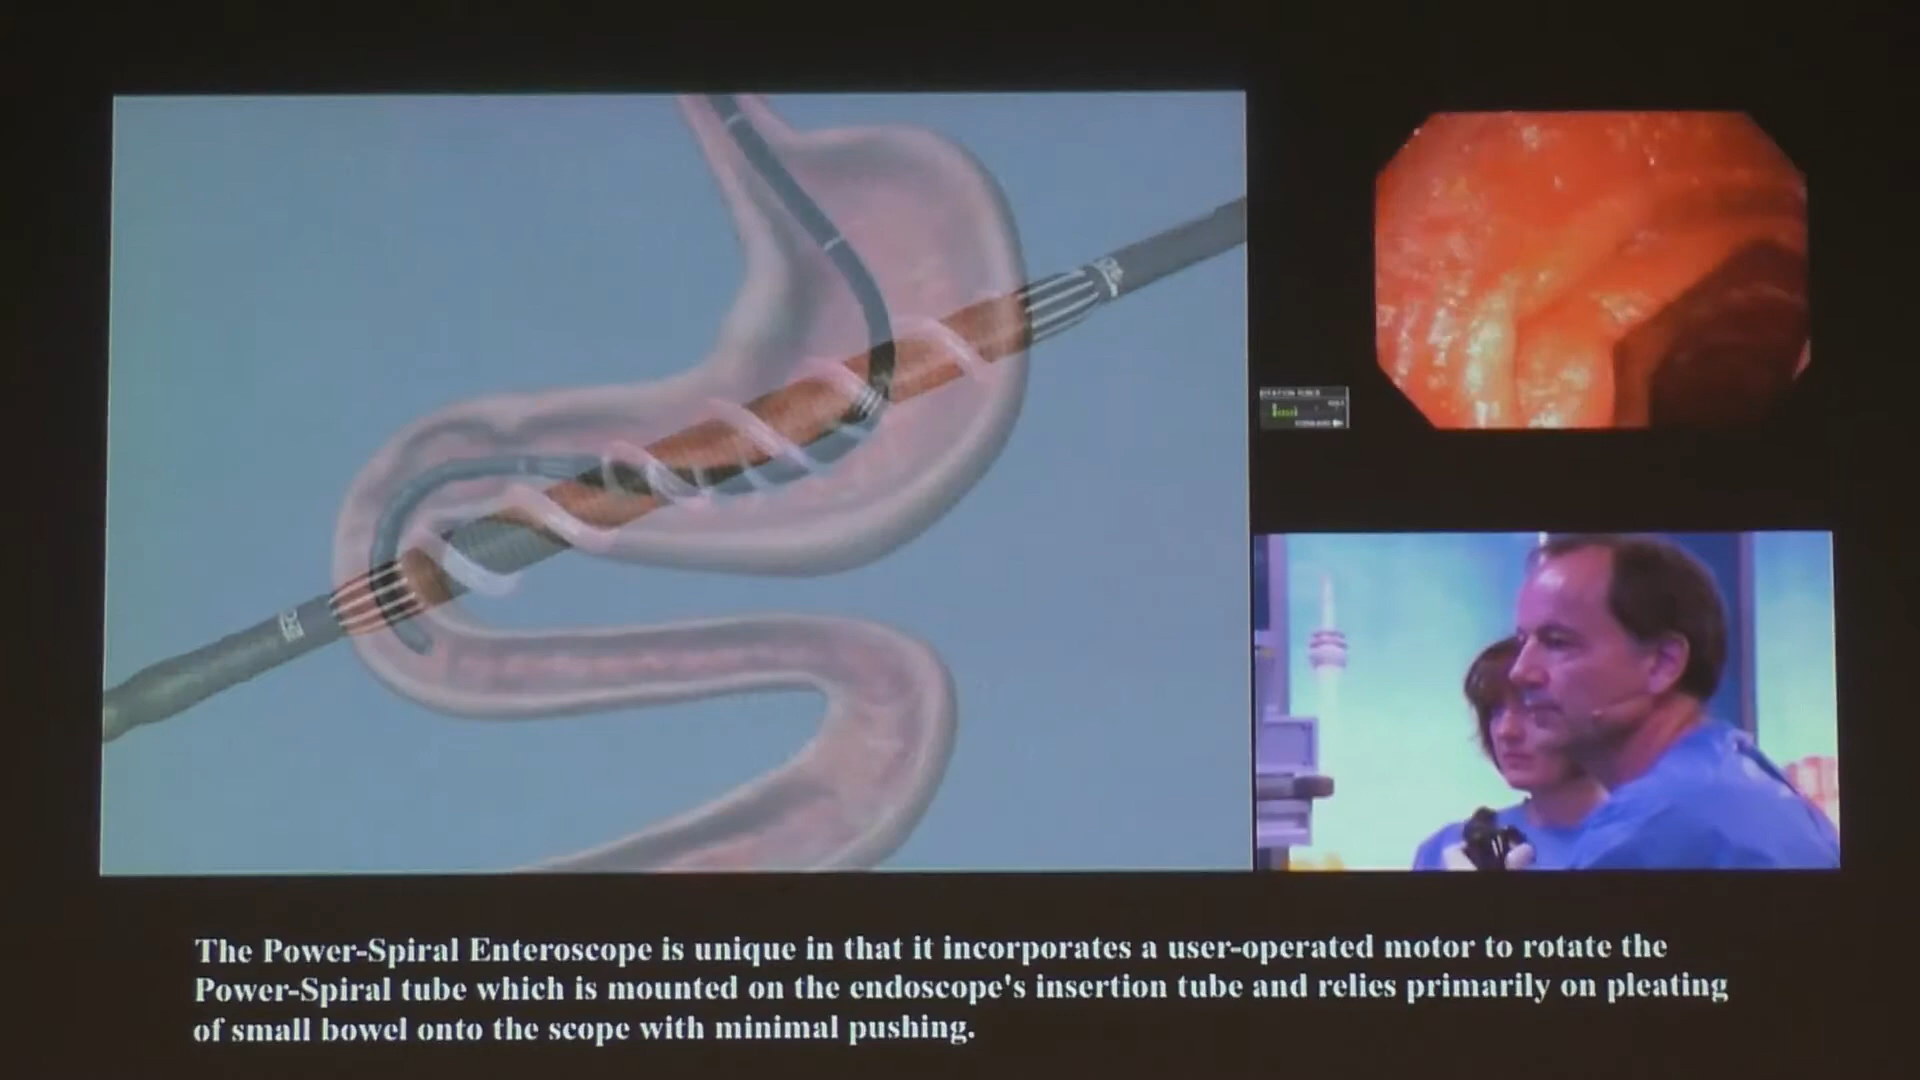 The Power-Spiral Enteroscope is unique in that it incorporates a user-operated motor to rotate the
Power-Spiral tube which is mounted on the endoscope's insertion tube and relies primarily on pleating
of small bowel onto the scope with minimal pushing.